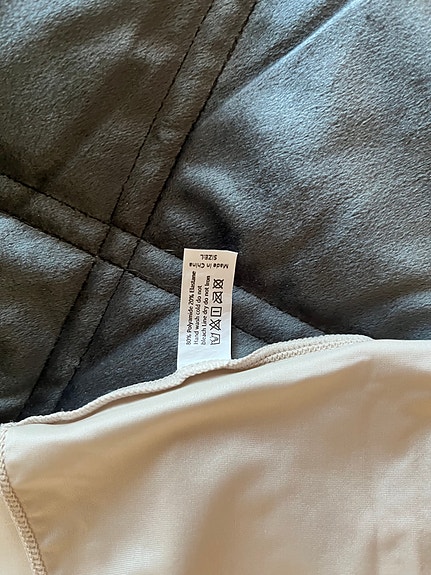 80% Polyamide 20% Elastane
Hand wash cold do not
bleach Line dry do not iron
Made in China
SIZE:L